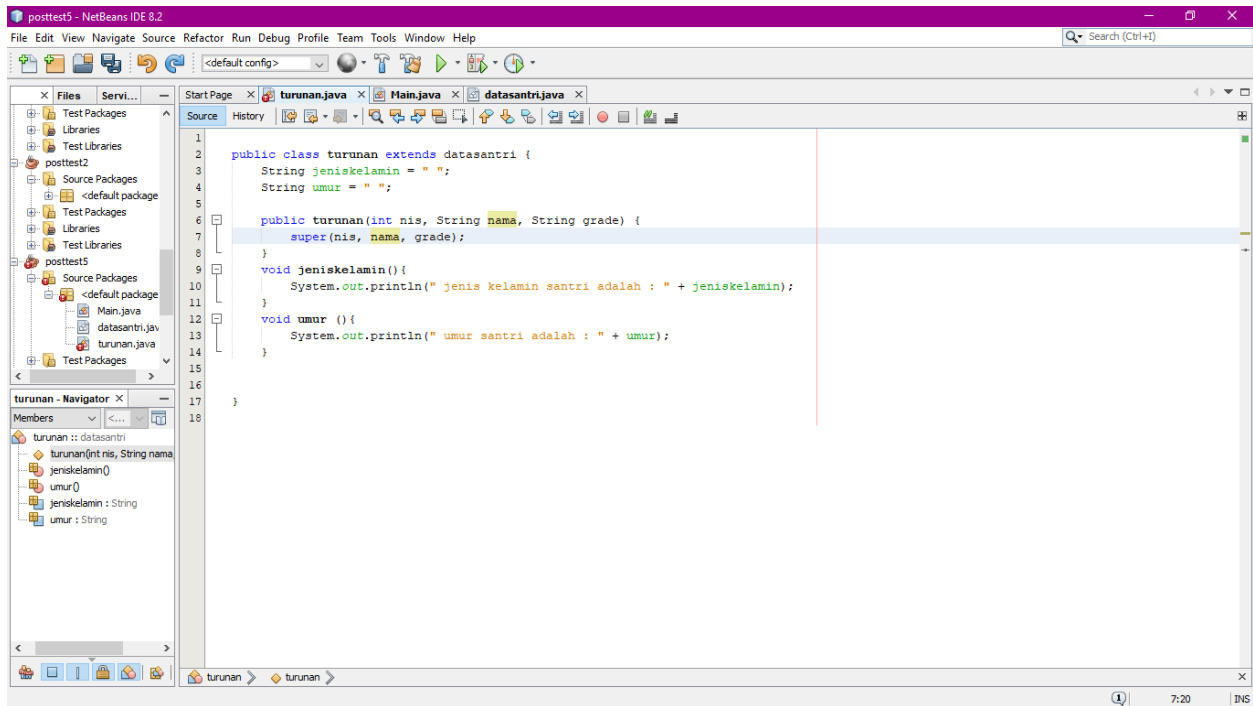 posttest5 - NetBeans IDE 8.2
File Edit View Navigate Source Refactor Run Debug Profile Team Tools Window Help
Search (Ctrl+I)
<default config>
Files Servi...
Test Packages
Libraries
Test Libraries
posttest2
Source Packages
<default package
Test Packages
Libraries
Test Libraries
posttest5
Source Packages
<default package
Main.java
datasantri.jav
turunan.java
Test Packages
turunan - Navigator
Members <...
turunan :: datasantri
turunan(int nis, String nama,
jeniskelamin()
umur()
jeniskelamin : String
umur : String
Start Page turunan.java Main.java datasantri.java
Source History
1
2 public class turunan extends datasantri {
3 String jeniskelamin = " ";
4 String umur = " ";
5
6 public turunan(int nis, String nama, String grade) {
7 super(nis, nama, grade);
8 }
9 void jeniskelamin(){
10 System.out.println(" jenis kelamin santri adalah : " + jeniskelamin);
11 }
12 void umur (){
13 System.out.println(" umur santri adalah : " + umur);
14 }
15
16
17 }
18
turunan turunan
1 7:20 INS